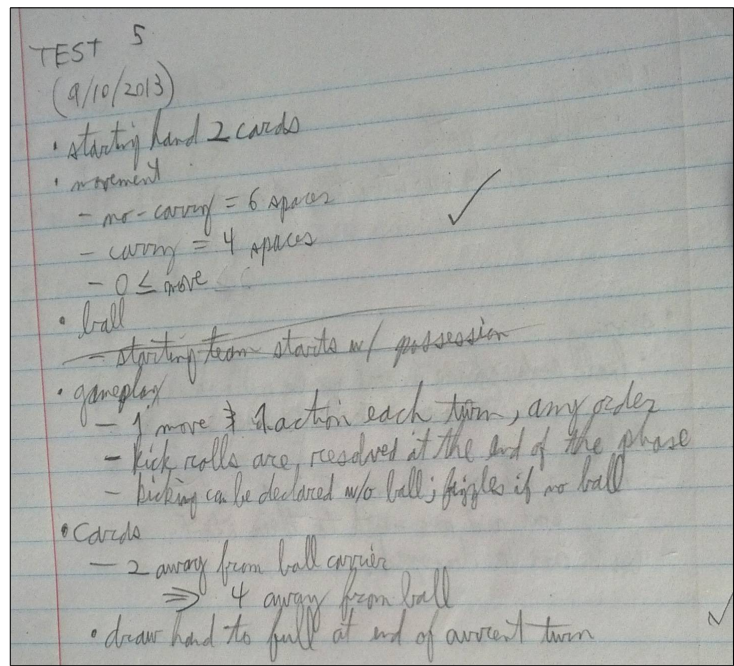 TEST 5
(9/10/2013)
• starting hand 2 cards
• movement
- no-carry = 6 spaces
- carry = 4 spaces
- 0 ≤ move
• ball
- starting team starts w/ possession
• gameplay
- 1 move & 1 action each turn, any order
- kick rolls are resolved at the end of the phase
- kicking can be declared w/o ball; fizzles if no ball
• Cards
- 2 away from ball carrier
⇒ 4 away from ball
• draw hand to full at end of current turn